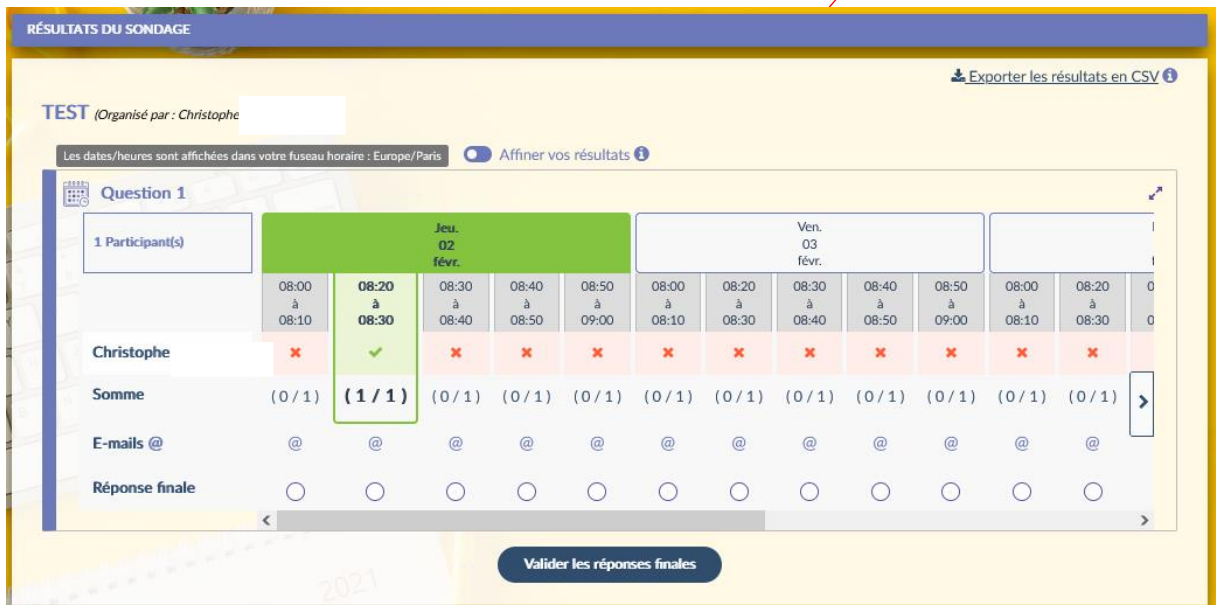 RÉSULTATS DU SONDAGE
Exporter les résultats en CSV
TEST (Organisé par : Christophe
Les dates/heures sont affichées dans votre fuseau horaire : Europe/Paris Affiner vos résultats
Question 1
1 Participant(s)
Jeu. Ven.
02 03
févr. févr.
08:00 08:20 08:30 08:40 08:50 08:00 08:20 08:30 08:40 08:50 08:00 08:20
à à à à à à à à à à à à
08:10 08:30 08:40 08:50 09:00 08:10 08:30 08:40 08:50 09:00 08:10 08:30
Christophe
Somme (0/1) (1/1) (0/1) (0/1) (0/1) (0/1) (0/1) (0/1) (0/1) (0/1) (0/1) (0/1)
E-mails @ @ @ @ @ @ @ @ @ @ @ @ @
Réponse finale
Valider les réponses finales
2021